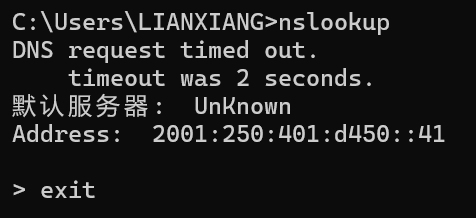 C:\Users\LIANXIANG>nslookup
DNS request timed out.
    timeout was 2 seconds.
默认服务器:  UnKnown
Address:  2001:250:401:d450::41

> exit